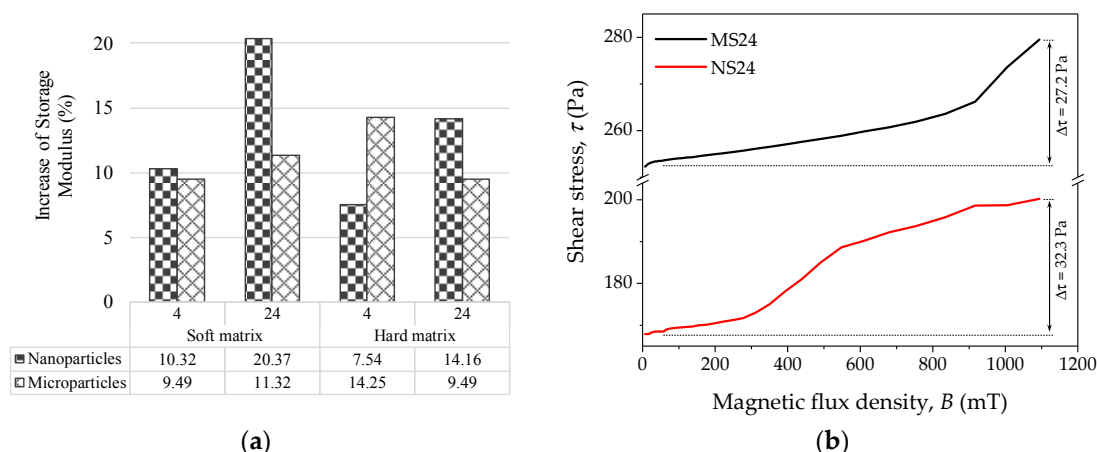 20
15
10
5
0
Increase of Storage
Modulus (%)
4 24 4 24
Soft matrix Hard matrix
Nanoparticles 10.32 20.37 7.54 14.16
Microparticles 9.49 11.32 14.25 9.49
(a)
MS24
NS24
280
260
200
180
Shear stress, τ (Pa)
Δτ = 27.2 Pa
Δτ = 32.3 Pa
0 200 400 600 800 1000 1200
Magnetic flux density, B (mT)
(b)